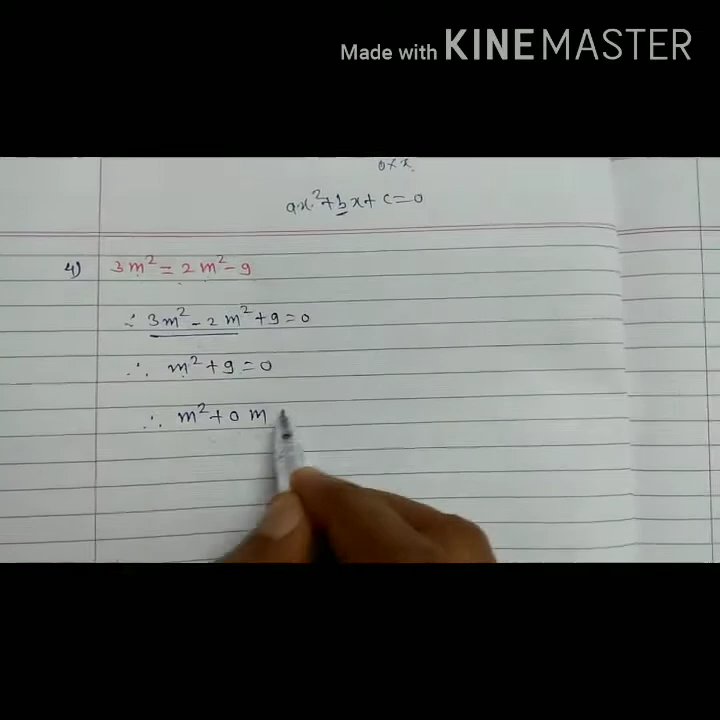 Made with KINEMASTER
0×x.
ax²+bx+c=0
4) 3m² = 2m²-9
∴ 3m²-2m²+9=0
∴ m²+9=0
∴ m²+0m